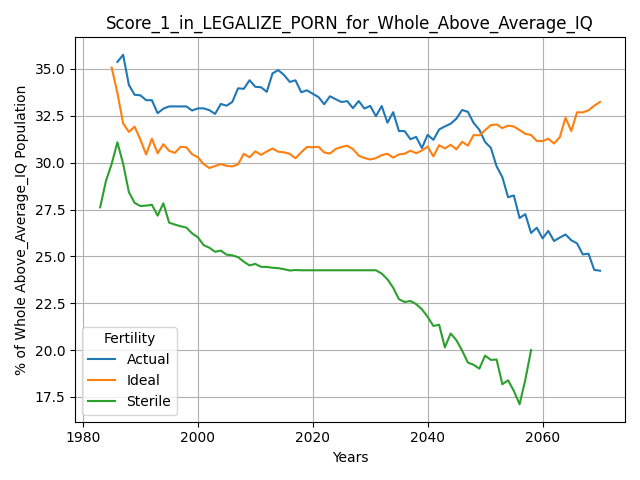 Score_1_in_LEGALIZE_PORN_for_Whole_Above_Average_IQ
% of Whole Above_Average_IQ Population
35.0
32.5
30.0
27.5
25.0
22.5
20.0
17.5
Fertility
Actual
Ideal
Sterile
1980 2000 2020 2040 2060
Years